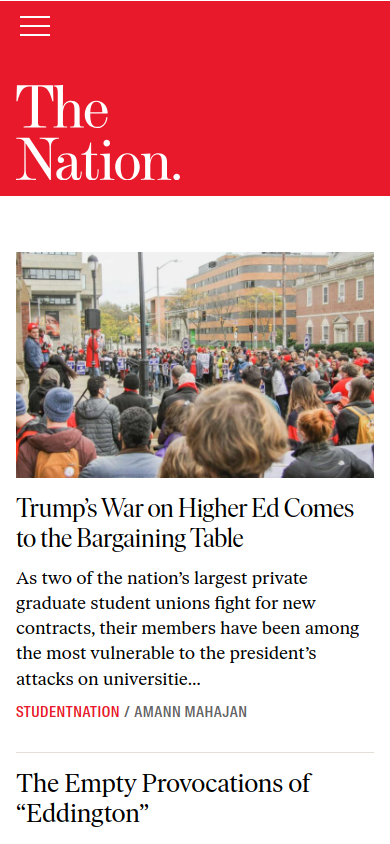 The
Nation.
Trump’s War on Higher Ed Comes
to the Bargaining Table
As two of the nation’s largest private
graduate student unions fight for new
contracts, their members have been among
the most vulnerable to the president’s
attacks on universitie...
STUDENTNATION / AMANN MAHAJAN
The Empty Provocations of
“Eddington”